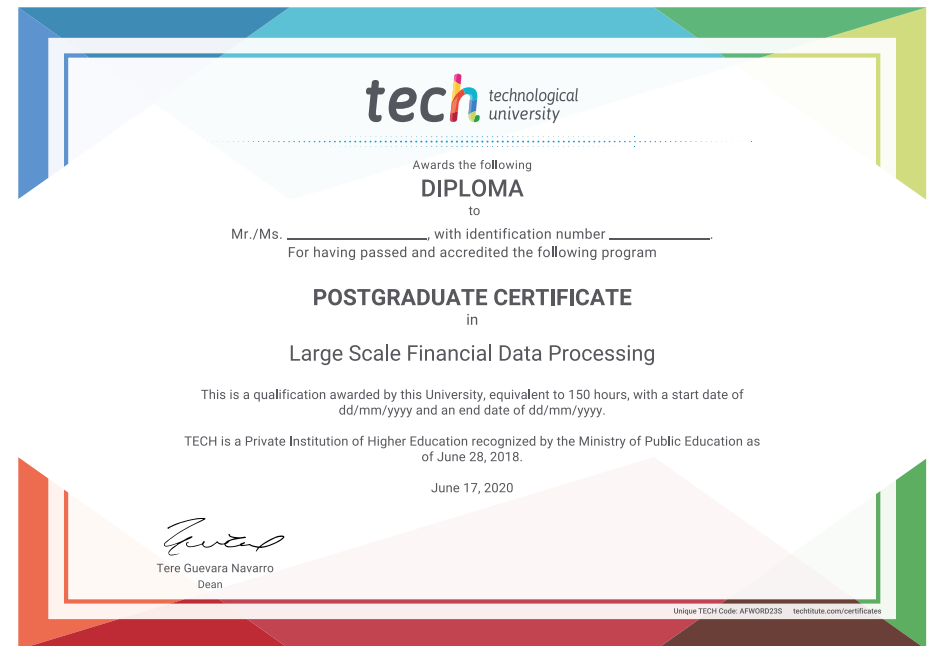 tech technological
university
Awards the following
DIPLOMA
to
Mr./Ms. ____________________, with identification number ______________.
For having passed and accredited the following program
POSTGRADUATE CERTIFICATE
in
Large Scale Financial Data Processing
This is a qualification awarded by this University, equivalent to 150 hours, with a start date of
dd/mm/yyyy and an end date of dd/mm/yyyy.
TECH is a Private Institution of Higher Education recognized by the Ministry of Public Education as
of June 28, 2018.
June 17, 2020
Tere Guevara Navarro
Dean
Unique TECH Code: AFWORD23S techtitute.com/certificates